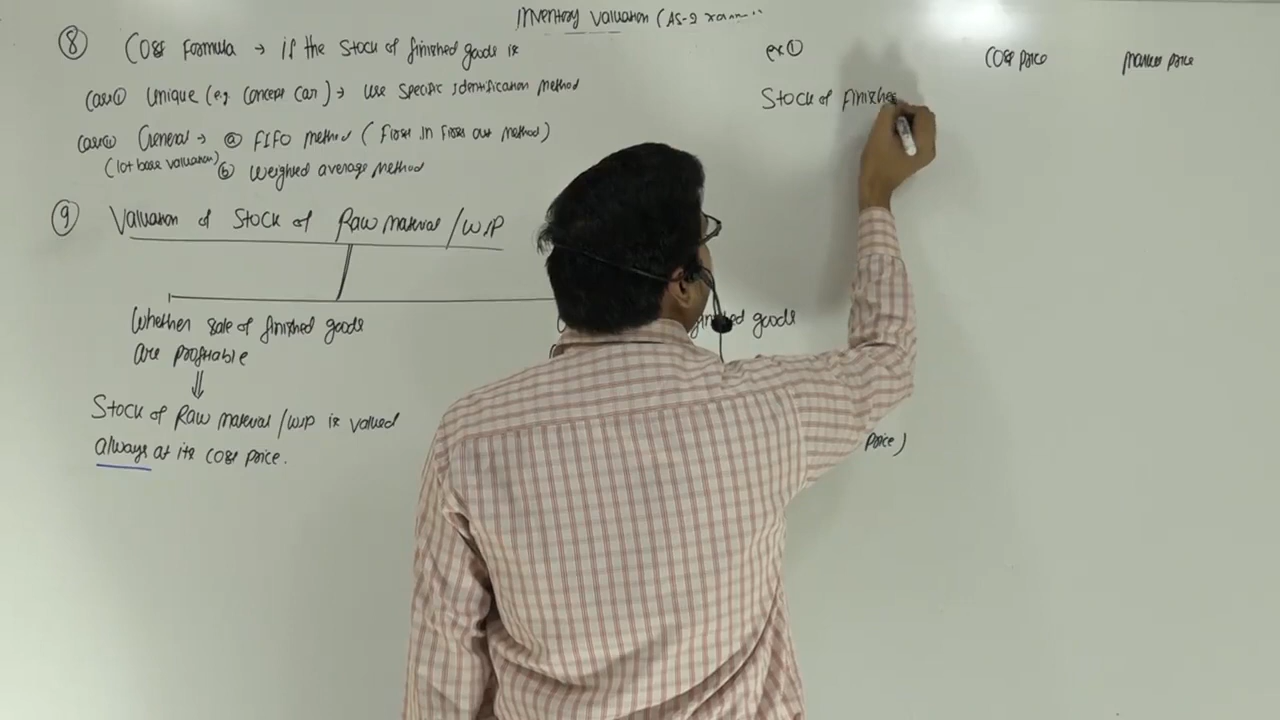 Inventory Valuation (AS-2
⑧ Cost Formula → if the Stock of finished goods is
Case① Unique (e.g. Concept Car) → Use Specific Identification Method
Case② General → ⓐ FIFO method (First In First Out Method)
(lot base valuation) ⓑ Weighted average method
⑨ Valuation of Stock of Raw material / WIP
Whether sale of finished goods
are profitable
Stock of Raw material / WIP is valued
always at its cost price.
finished goods
price)
ex①
Cost price
Market price
Stock of finishe